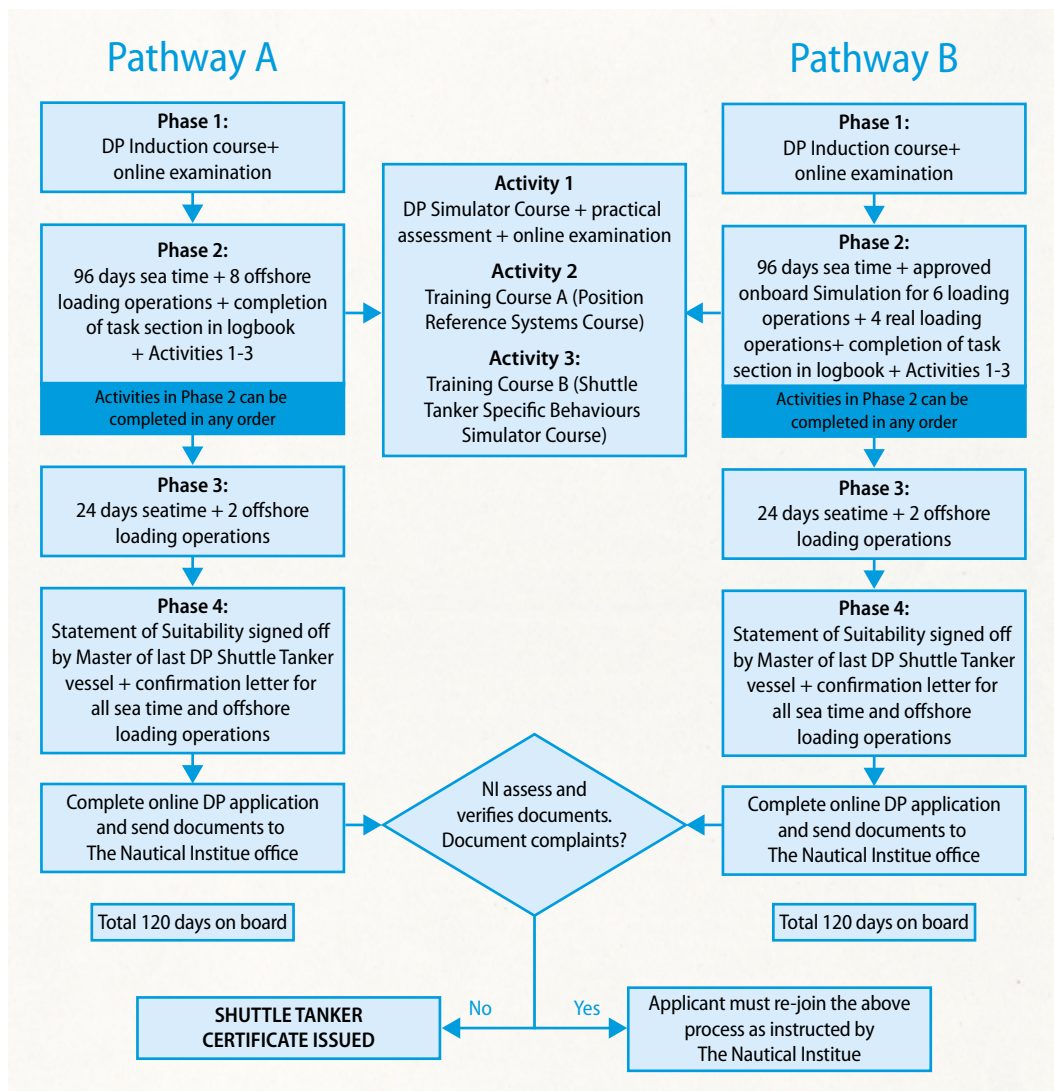 Pathway A
Phase 1:
DP Induction course+
online examination
Phase 2:
96 days sea time + 8 offshore
loading operations + completion
of task section in logbook
+ Activities 1-3
Activities in Phase 2 can be
completed in any order
Phase 3:
24 days seatime + 2 offshore
loading operations
Phase 4:
Statement of Suitability signed off
by Master of last DP Shuttle Tanker
vessel + confirmation letter for
all sea time and offshore
loading operations
Complete online DP application
and send documents to
The Nautical Institue office
Total 120 days on board
Activity 1
DP Simulator Course + practical
assessment + online examination
Activity 2
Training Course A (Position
Reference Systems Course)
Activity 3:
Training Course B (Shuttle
Tanker Specific Behaviours
Simulator Course)
Pathway B
Phase 1:
DP Induction course+
online examination
Phase 2:
96 days sea time + approved
onboard Simulation for 6 loading
operations + 4 real loading
operations+ completion of task
section in logbook + Activities 1-3
Activities in Phase 2 can be
completed in any order
Phase 3:
24 days seatime + 2 offshore
loading operations
Phase 4:
Statement of Suitability signed off
by Master of last DP Shuttle Tanker
vessel + confirmation letter for
all sea time and offshore
loading operations
Complete online DP application
and send documents to
The Nautical Institue office
Total 120 days on board
NI assess and
verifies documents.
Document complaints?
No
Yes
SHUTTLE TANKER
CERTIFICATE ISSUED
Applicant must re-join the above
process as instructed by
The Nautical Institue